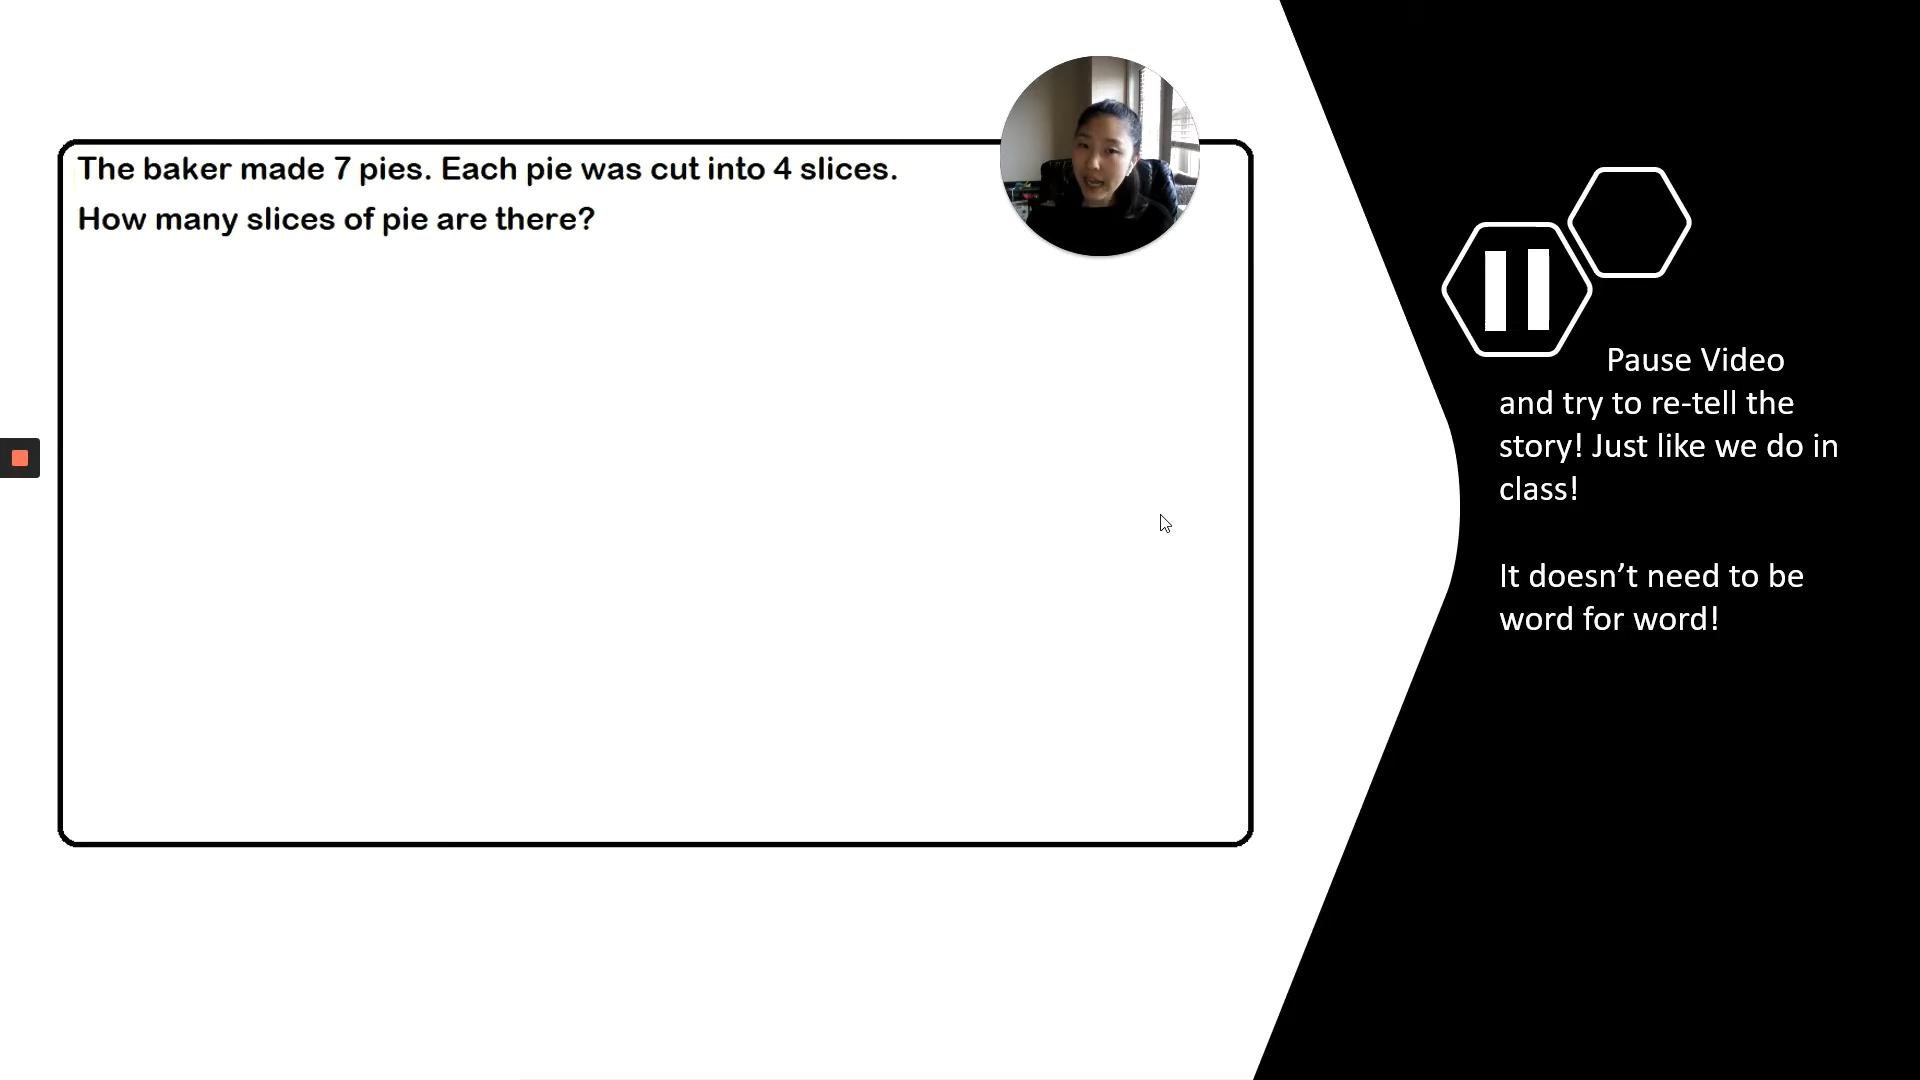 The baker made 7 pies. Each pie was cut into 4 slices.
How many slices of pie are there?
Pause Video
and try to re-tell the
story! Just like we do in
class!
It doesn’t need to be
word for word!